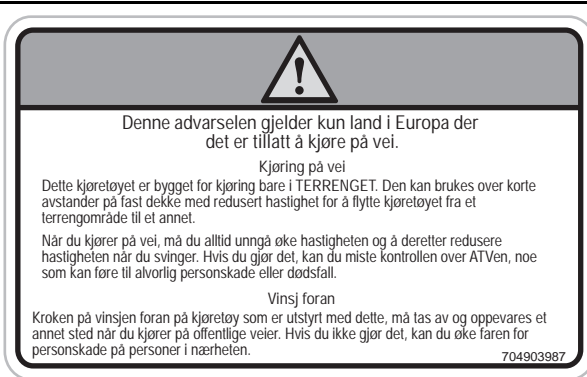 Denne advarselen gjelder kun land i Europa der
det er tillatt å kjøre på vei.
Kjøring på vei
Dette kjøretøyet er bygget for kjøring bare i TERRENGET. Den kan brukes over korte
avstander på fast dekke med redusert hastighet for å flytte kjøretøyet fra et
terrengområde til et annet.
Når du kjører på vei, må du alltid unngå øke hastigheten og å deretter redusere
hastigheten når du svinger. Hvis du gjør det, kan du miste kontrollen over ATVen, noe
som kan føre til alvorlig personskade eller dødsfall.
Vinsj foran
Kroken på vinsjen foran på kjøretøy som er utstyrt med dette, må tas av og oppevares et
annet sted når du kjører på offentlige veier. Hvis du ikke gjør det, kan du øke faren for
personskade på personer i nærheten.
704903987